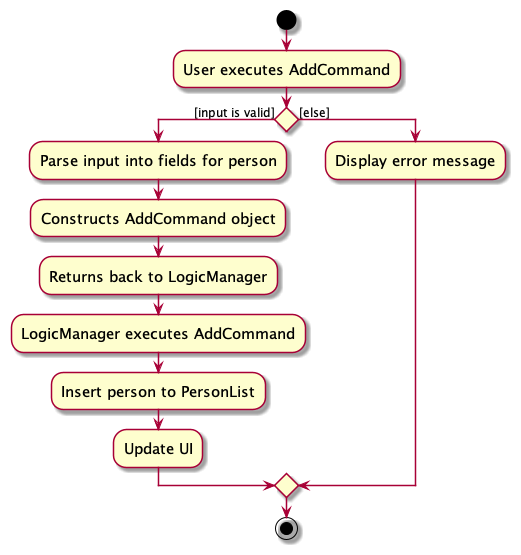 User executes AddCommand
[input is valid]
[else]
Parse input into fields for person
Display error message
Constructs AddCommand object
Returns back to LogicManager
LogicManager executes AddCommand
Insert person to PersonList
Update UI